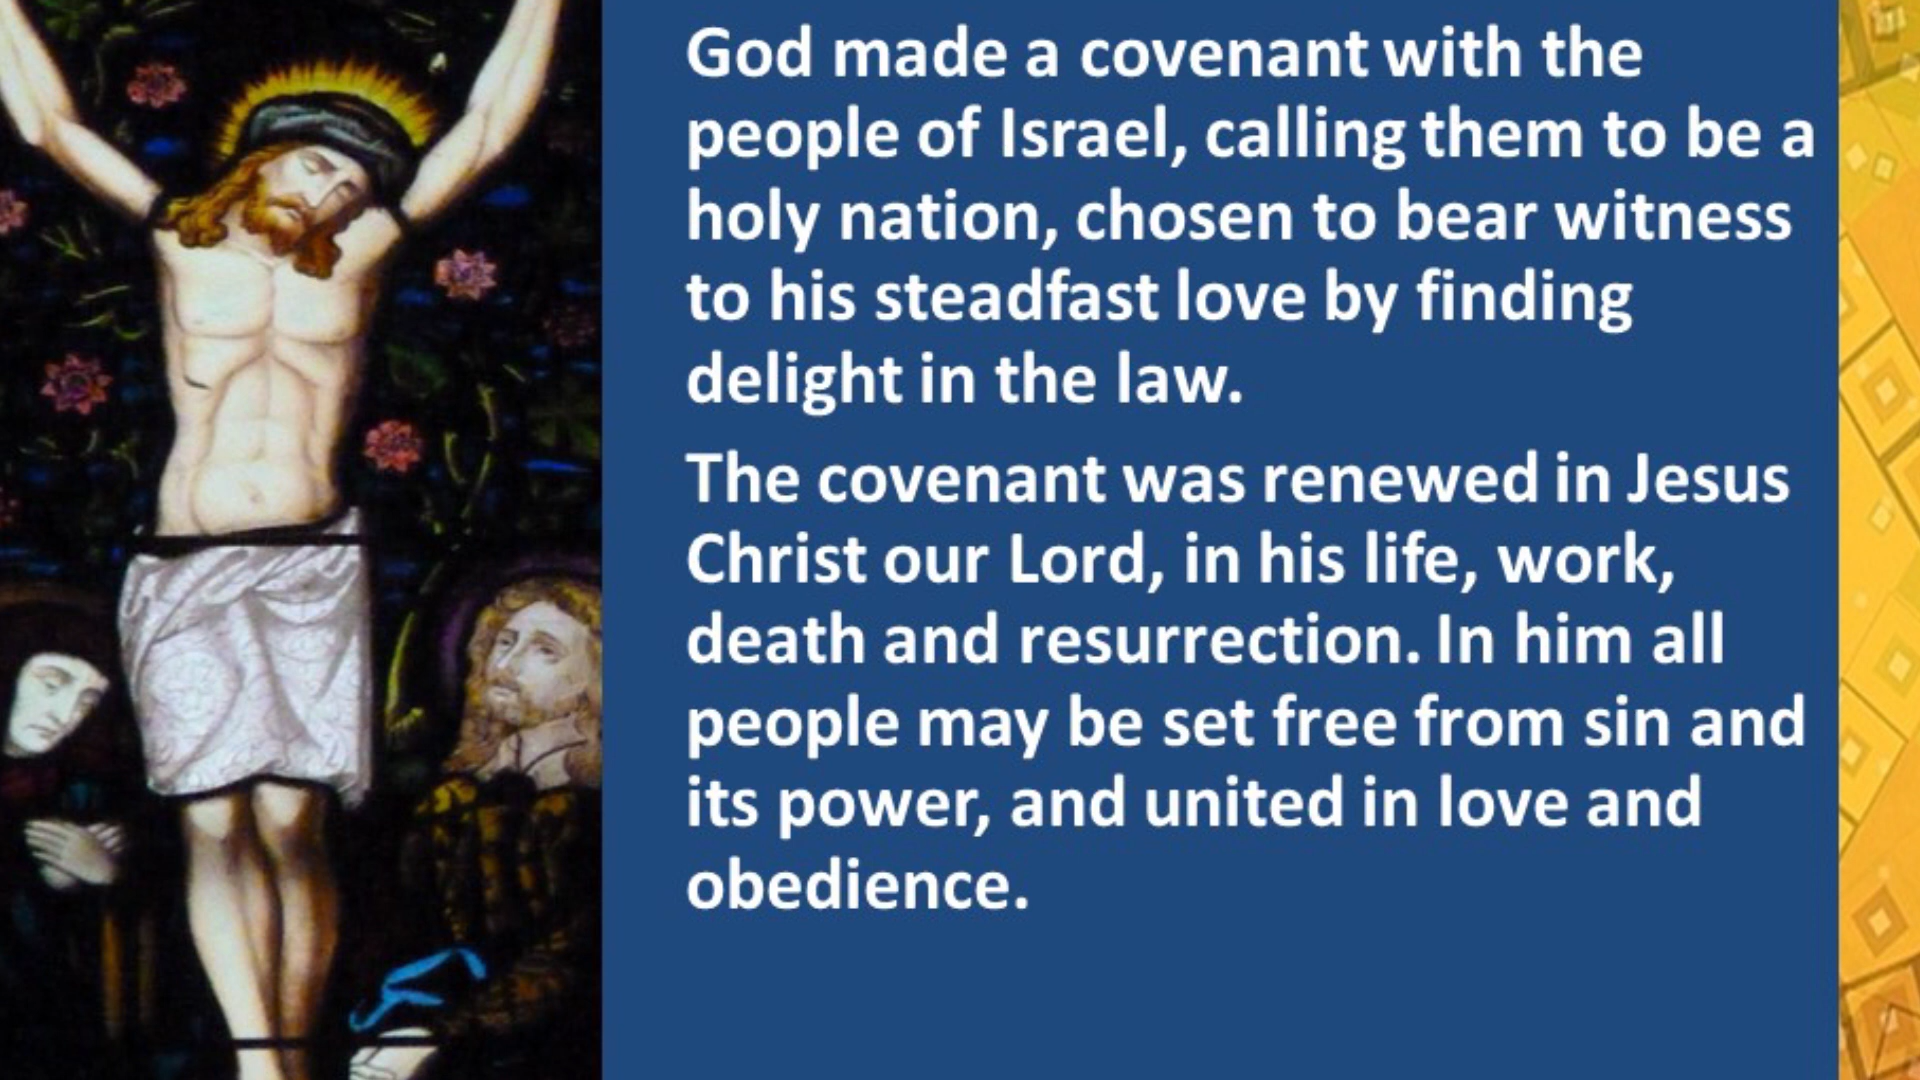 God made a covenant with the
people of Israel, calling them to be a
holy nation, chosen to bear witness
to his steadfast love by finding
delight in the law.
The covenant was renewed in Jesus
Christ our Lord, in his life, work,
death and resurrection. In him all
people may be set free from sin and
its power, and united in love and
obedience.